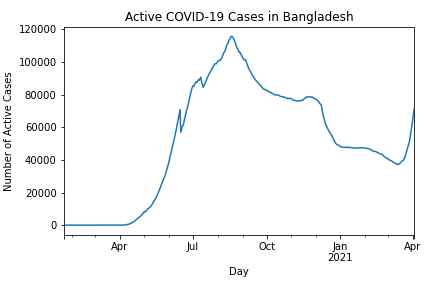 Active COVID-19 Cases in Bangladesh
Number of Active Cases
120000
100000
80000
60000
40000
20000
0
Apr
Jul
Oct
Jan
2021
Apr
Day